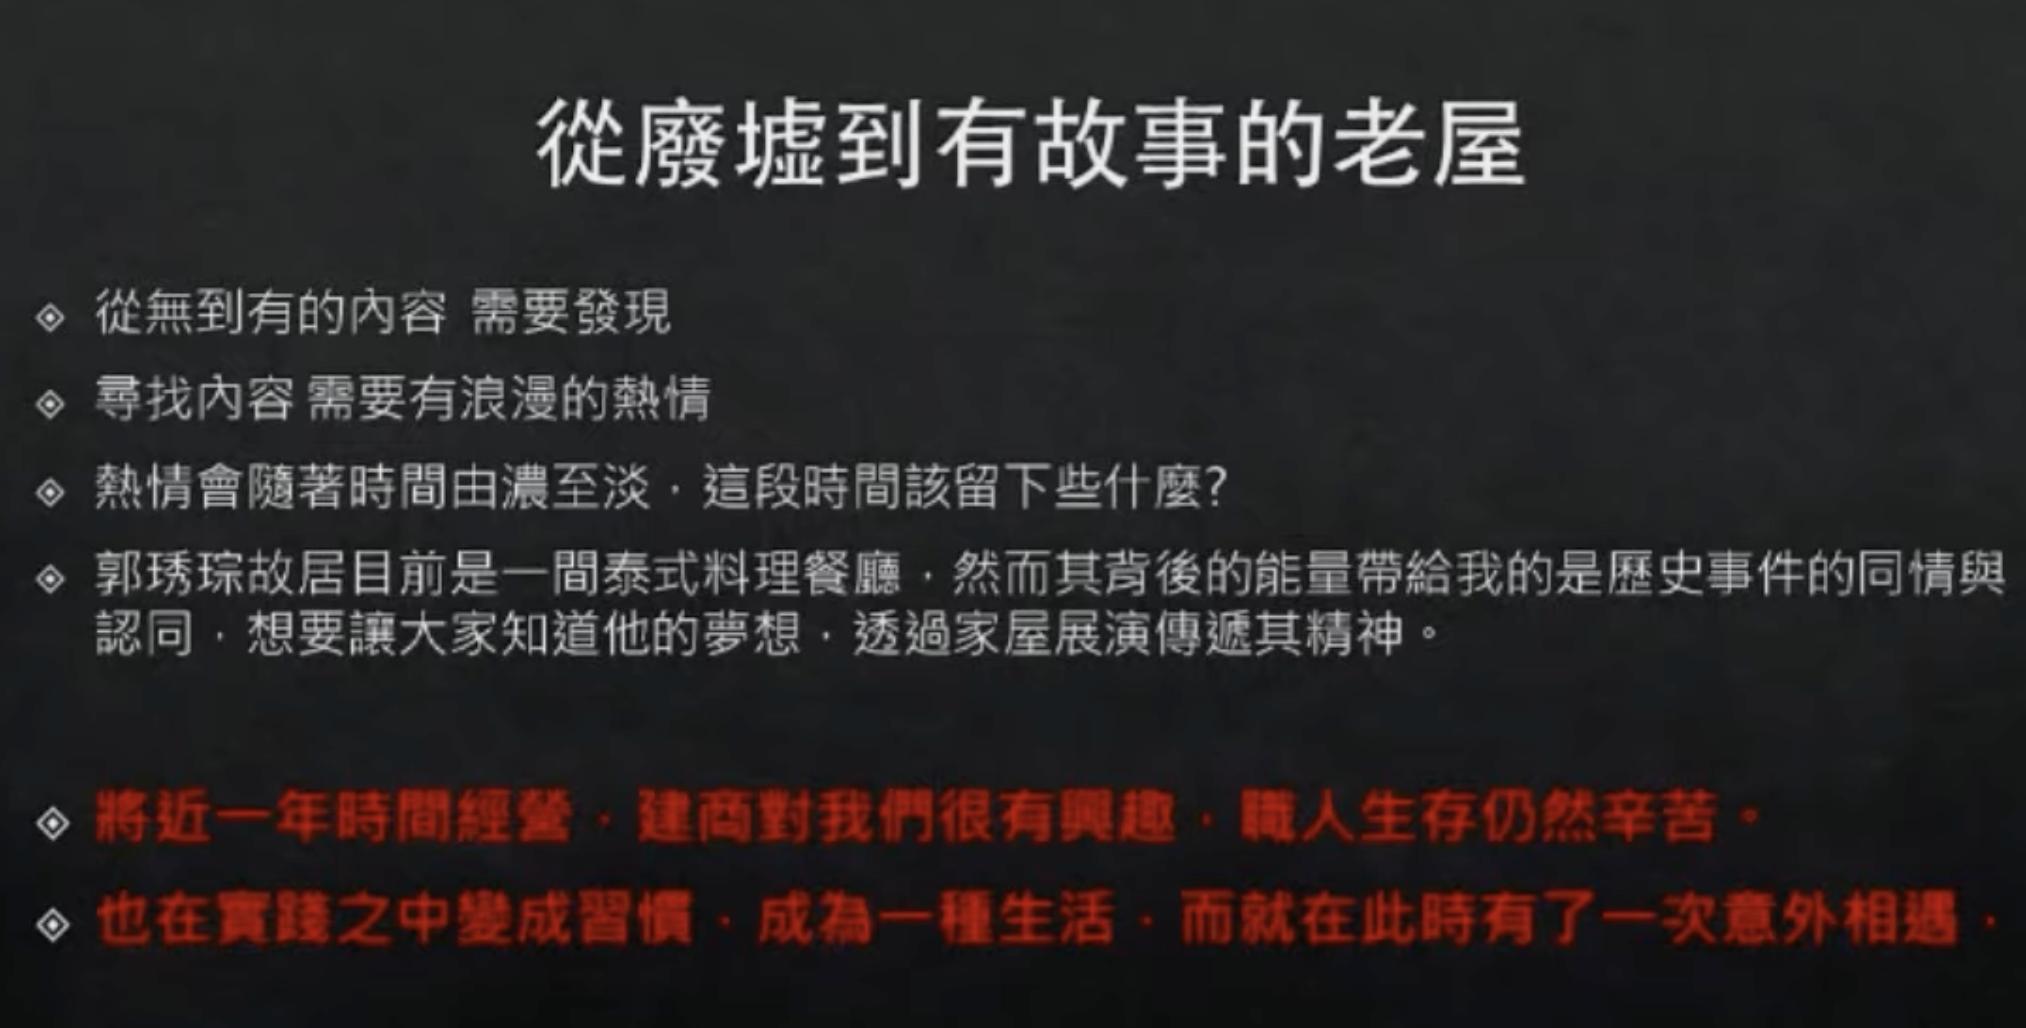 從廢墟到有故事的老屋
從無到有的內容 需要發現
尋找內容 需要有浪漫的熱情
熱情會隨著時間由濃至淡，這段時間該留下些什麼?
郭琇琮故居目前是一間泰式料理餐廳，然而其背後的能量帶給我的是歷史事件的同情與
認同，想要讓大家知道他的夢想，透過家屋展演傳遞其精神。
將近一年時間經營，建商對我們很有興趣，職人生存仍然辛苦。
也在實踐之中變成習慣，成為一種生活，而就在此時有了一次意外相遇，